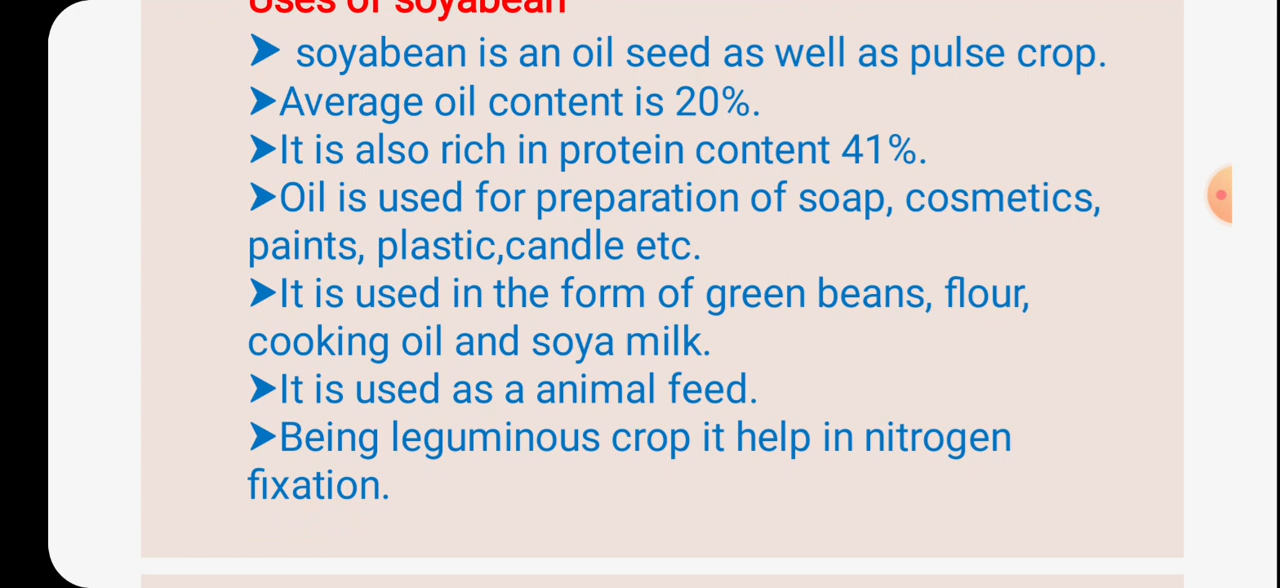 Uses of soyabean
➤ soyabean is an oil seed as well as pulse crop.
➤Average oil content is 20%.
➤It is also rich in protein content 41%.
➤Oil is used for preparation of soap, cosmetics,
paints, plastic,candle etc.
➤It is used in the form of green beans, flour,
cooking oil and soya milk.
➤It is used as a animal feed.
➤Being leguminous crop it help in nitrogen
fixation.